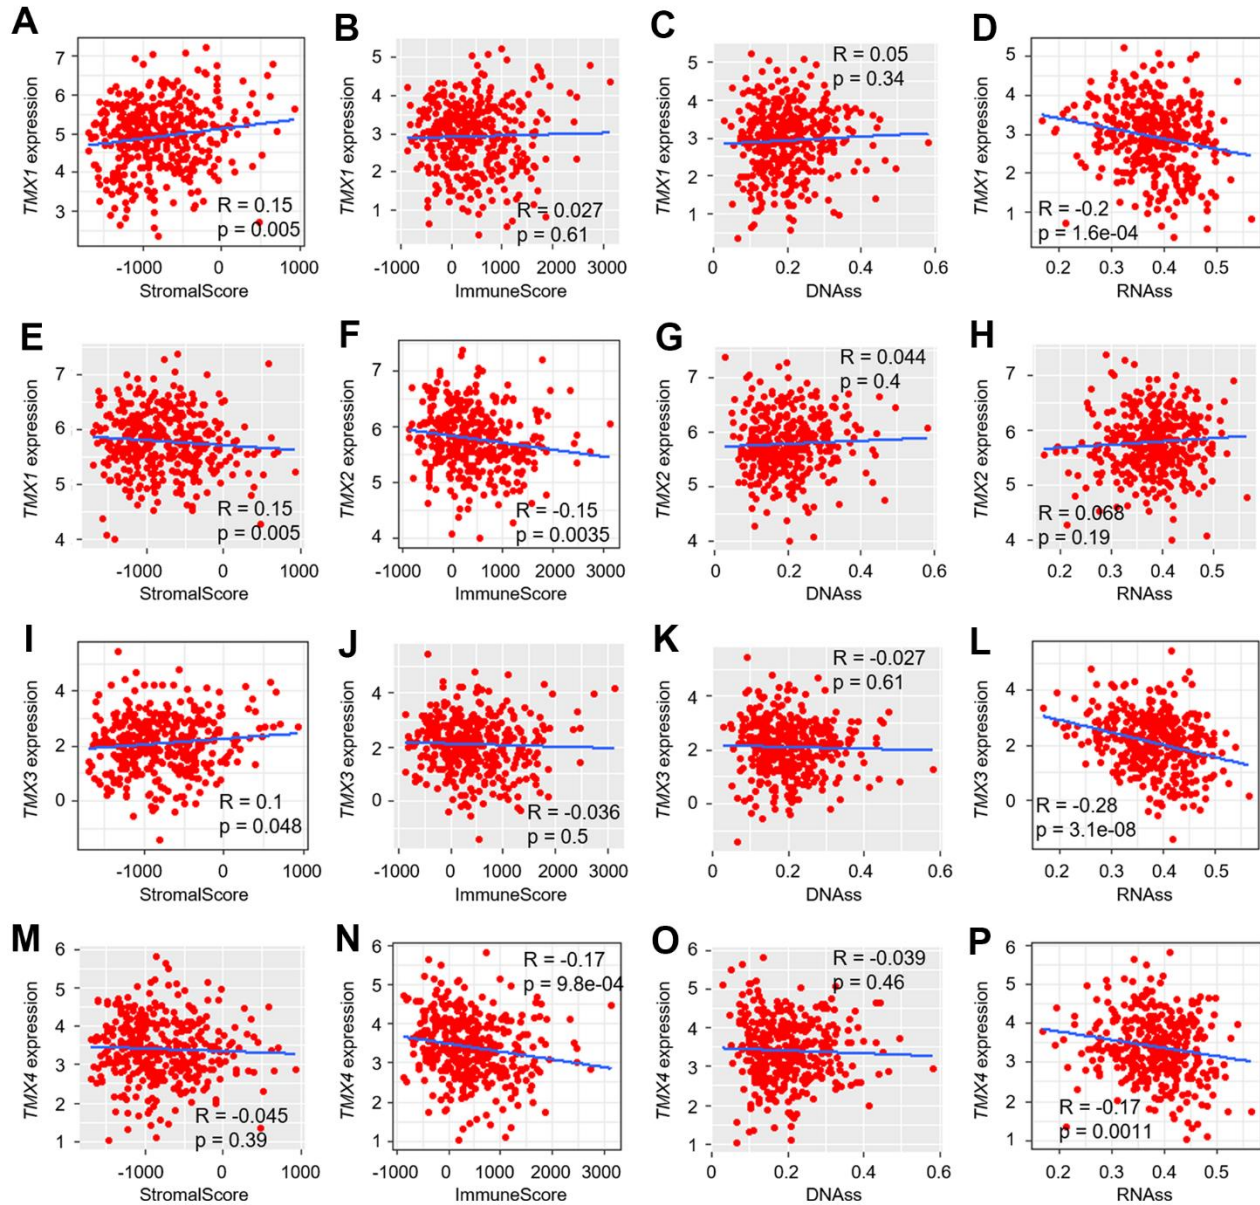 A
TMX1 expression
7
6
5
4
3
R = 0.15
p = 0.005
-1000
0
1000
StromalScore
B
TMX1 expression
5
4
3
2
1
R = 0.027
p = 0.61
-1000
0
1000
2000
3000
ImmuneScore
C
TMX1 expression
5
4
3
2
1
R = 0.05
p = 0.34
0
0.2
0.4
0.6
DNAss
D
TMX1 expression
5
4
3
2
1
R = -0.2
p = 1.6e-04
0.2
0.3
0.4
0.5
RNAss
E
TMX1 expression
7
6
5
4
R = 0.15
p = 0.005
-1000
0
1000
StromalScore
F
TMX2 expression
7
6
5
4
R = -0.15
p = 0.0035
-1000
0
1000
2000
3000
ImmuneScore
G
TMX2 expression
7
6
5
4
R = 0.044
p = 0.4
0
0.2
0.4
0.6
DNAss
H
TMX2 expression
7
6
5
4
R = 0.068
p = 0.19
0.2
0.3
0.4
0.5
RNAss
I
TMX3 expression
4
2
0
R = 0.1
p = 0.048
-1000
0
1000
StromalScore
J
TMX3 expression
4
2
0
R = -0.036
p = 0.5
-1000
0
1000
2000
3000
ImmuneScore
K
TMX3 expression
4
2
0
R = -0.027
p = 0.61
0
0.2
0.4
0.6
DNAss
L
TMX3 expression
4
2
0
R = -0.28
p = 3.1e-08
0.2
0.3
0.4
0.5
RNAss
M
TMX4 expression
6
5
4
3
2
1
R = -0.045
p = 0.39
-1000
0
1000
StromalScore
N
TMX4 expression
6
5
4
3
2
1
R = -0.17
p = 9.8e-04
-1000
0
1000
2000
3000
ImmuneScore
O
TMX4 expression
6
5
4
3
2
1
R = -0.039
p = 0.46
0
0.2
0.4
0.6
DNAss
P
TMX4 expression
6
5
4
3
2
1
R = -0.17
p = 0.0011
0.2
0.3
0.4
0.5
RNAss